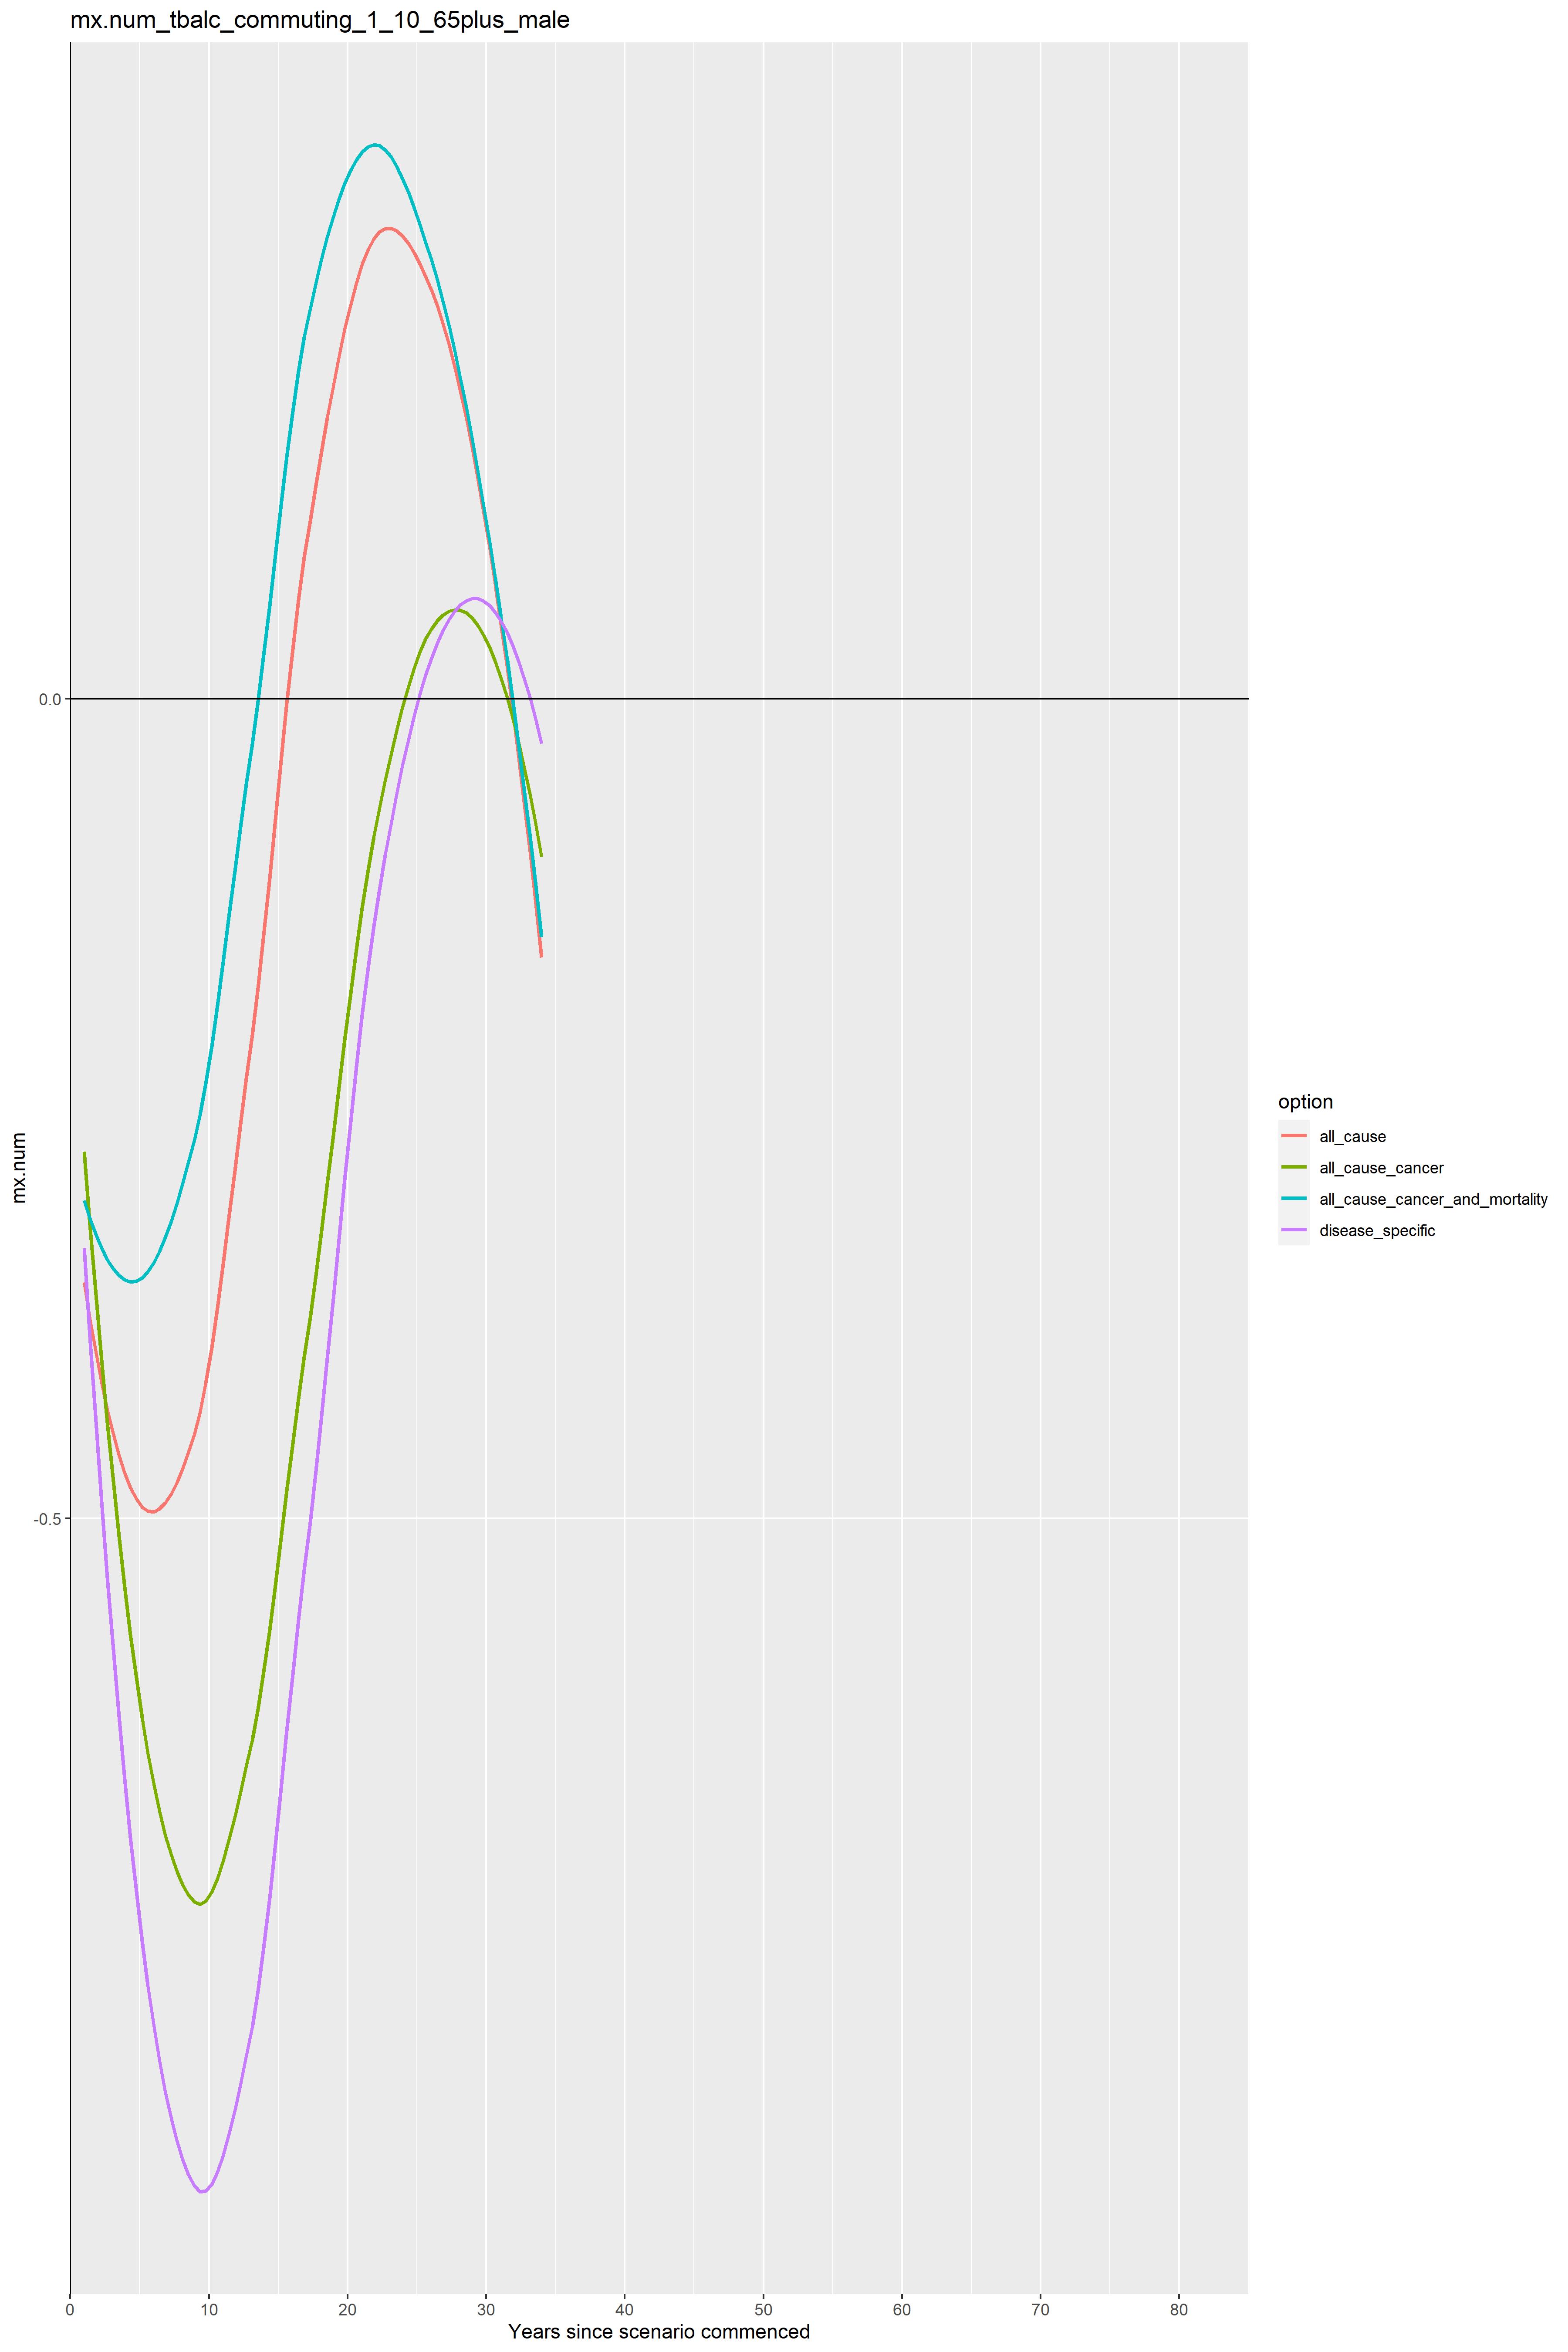 mx.num_tbalc_commuting_1_10_65plus_male
0.0
-0.5
mx.num
0 10 20 30 40 50 60 70 80
Years since scenario commenced
option
all_cause
all_cause_cancer
all_cause_cancer_and_mortality
disease_specific